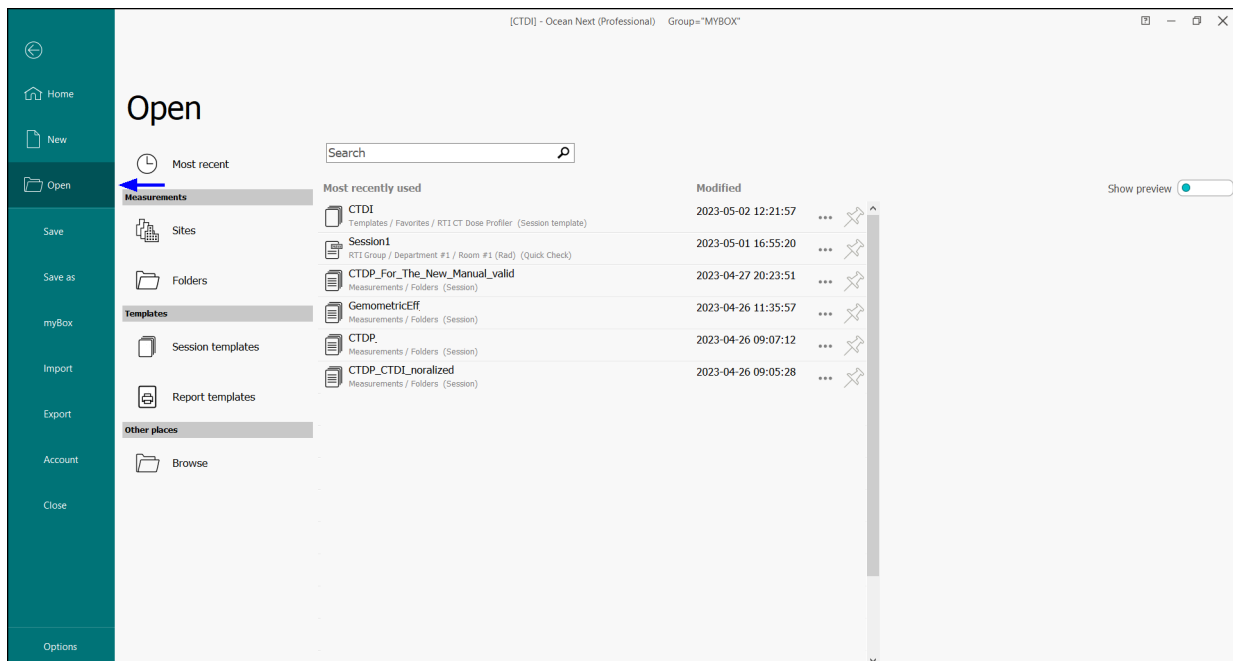 [CTDI] - Ocean Next (Professional) Group="MYBOX"
Home
New
Open
Save
Save as
myBox
Import
Export
Account
Close
Options
Open
Most recent
Measurements
Sites
Folders
Templates
Session templates
Report templates
Other places
Browse
Search
Most recently used Modified
CTDI 2023-05-02 12:21:57
Templates / Favorites / RTI CT Dose Profiler (Session template)
Session1 2023-05-01 16:55:20
RTI Group / Department #1 / Room #1 (Rad) (Quick Check)
CTDP_For_The_New_Manual_valid 2023-04-27 20:23:51
Measurements / Folders (Session)
GemometricEff 2023-04-26 11:35:57
Measurements / Folders (Session)
CTDP. 2023-04-26 09:07:12
Measurements / Folders (Session)
CTDP_CTDI_noralized 2023-04-26 09:05:28
Measurements / Folders (Session)
Show preview